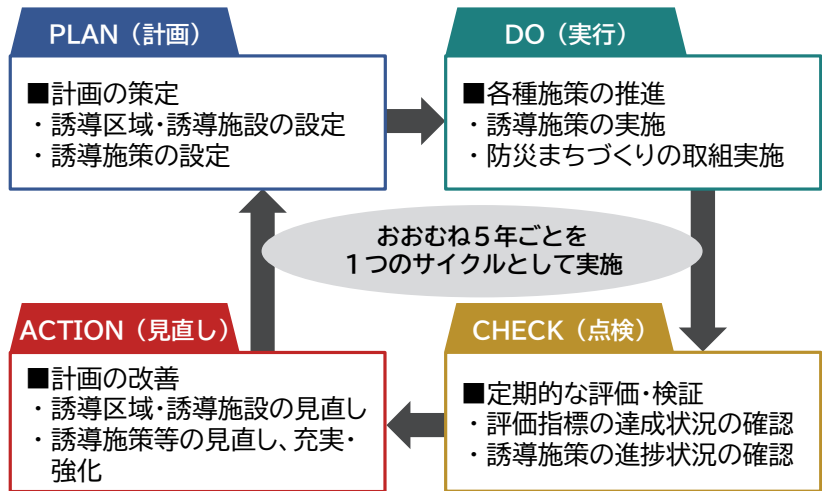 PLAN（計画）
■計画の策定
・誘導区域・誘導施設の設定
・誘導施策の設定
DO（実行）
■各種施策の推進
・誘導施策の実施
・防災まちづくりの取組実施
おおむね５年ごとを
１つのサイクルとして実施
ACTION（見直し）
■計画の改善
・誘導区域・誘導施設の見直し
・誘導施策等の見直し、充実・
強化
CHECK（点検）
■定期的な評価・検証
・評価指標の達成状況の確認
・誘導施策の進捗状況の確認